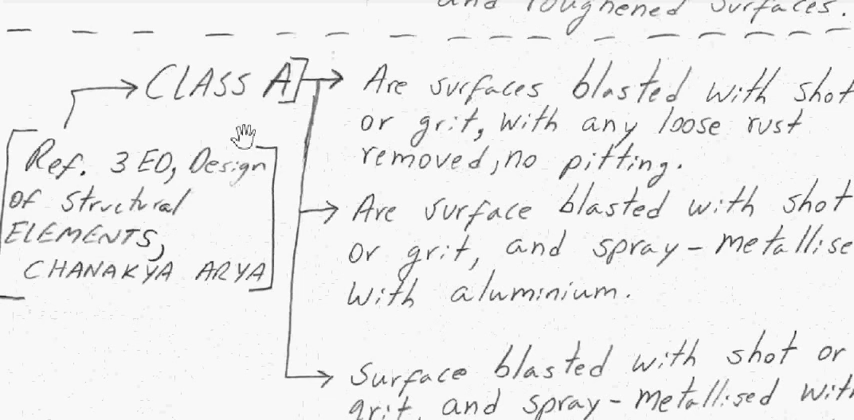 and roughened surfaces.
CLASS A
Are surfaces blasted with shot
or grit, with any loose rust
removed, no pitting.
Ref. 3 ED, Design
of Structural
ELEMENTS,
CHANAKYA ARYA
Are surface blasted with shot
or grit, and spray-metallise
with aluminium.
Surface blasted with shot or
grit, and spray-metallised with